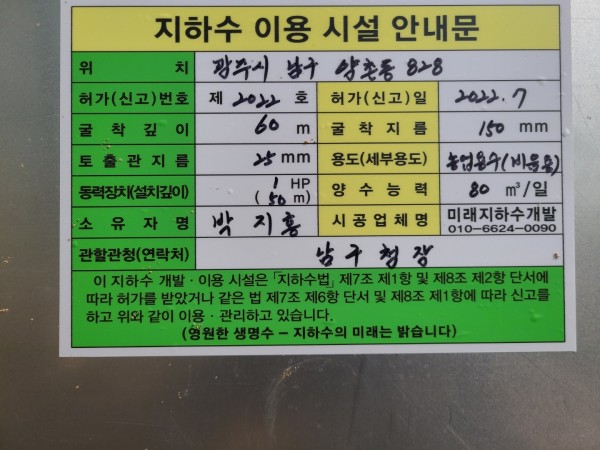 지하수 이용 시설 안내문
위 치 광주시 남구 양촌동 828
허가(신고)번호 제 2022 호 허가(신고)일 2022. 7
굴착깊이 60 m 굴착지름 150 mm
토출관지름 25 mm 용도(세부용도) 농업용수(비음용)
동력장치(설치깊이) 1 HP (50 m) 양수능력 80 m³/일
소유자명 박지흥 시공업체명 미래지하수개발 010-6624-0090
관할관청(연락처) 남구청장
이 지하수 개발·이용 시설은 「지하수법」 제7조 제1항 및 제8조 제2항 단서에
따라 허가를 받았거나 같은 법 제7조 제6항 단서 및 제8조 제1항에 따라 신고를
하고 위와 같이 이용·관리하고 있습니다.
(영원한 생명수 – 지하수의 미래는 밝습니다)